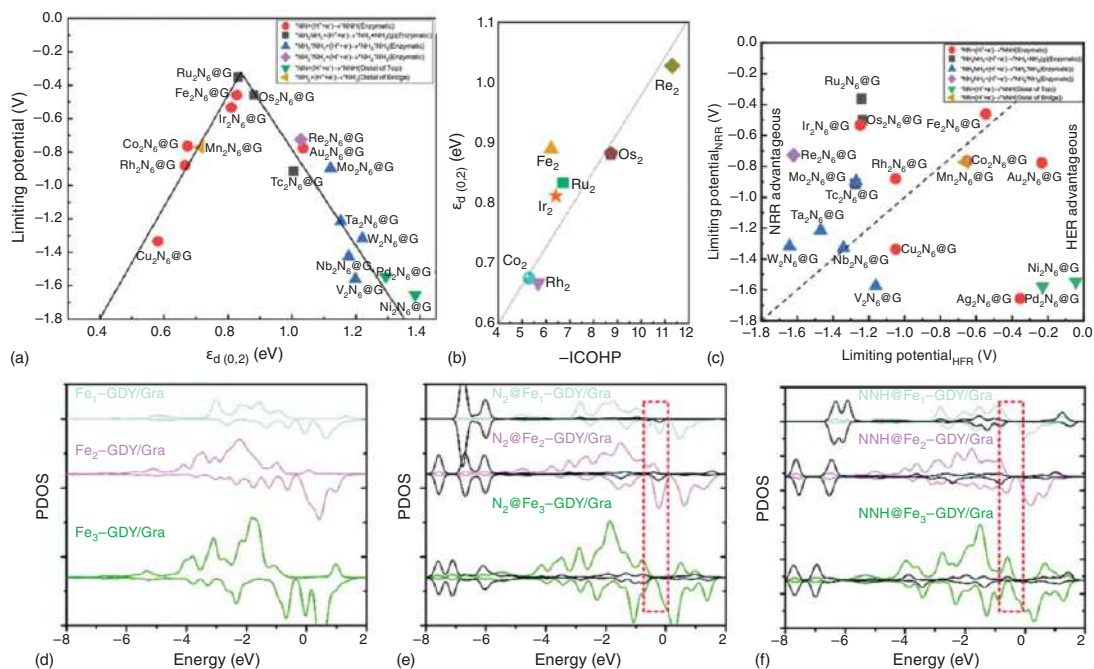 Limiting potential (V)
0.0
−0.2
−0.4
−0.6
−0.8
−1.0
−1.2
−1.4
−1.6
−1.8
Ru₂N₆@G
Fe₂N₆@G
Os₂N₆@G
Ir₂N₆@G
Co₂N₆@G
Mn₂N₆@G
Re₂N₆@G
Rh₂N₆@G
Au₂N₆@G
Mo₂N₆@G
Tc₂N₆@G
Ta₂N₆@G
W₂N₆@G
Cu₂N₆@G
Nb₂N₆@G
Pd₂N₆@G
V₂N₆@G
Ni₂N₆@G
0.4 0.6 0.8 1.0 1.2 1.4
(a)
εd (0,2) (eV)
εd (0,2) (eV)
1.1
1.0
0.9
0.8
0.7
0.6
Re₂
Fe₂
Os₂
Ru₂
Ir₂
Co₂
Rh₂
4 5 6 7 8 9 10 11 12
(b)
−ICOHP
Limiting potentialNRR (V)
0.0
−0.2
−0.4
−0.6
−0.8
−1.0
−1.2
−1.4
−1.6
−1.8
NRR advantageous
HER advantageous
Ru₂N₆@G
Os₂N₆@G
Fe₂N₆@G
Ir₂N₆@G
Re₂N₆@G
Rh₂N₆@G
Co₂N₆@G
Mo₂N₆@G
Mn₂N₆@G
Au₂N₆@G
Tc₂N₆@G
Ta₂N₆@G
W₂N₆@G
Nb₂N₆@G
Cu₂N₆@G
Ni₂N₆@G
V₂N₆@G
Ag₂N₆@G
Pd₂N₆@G
−1.8 −1.6 −1.4 −1.2 −1.0 −0.8 −0.6 −0.4 −0.2 0.0
(c)
Limiting potentialHFR (V)
PDOS
Fe₁−GDY/Gra
Fe₂−GDY/Gra
Fe₃−GDY/Gra
−8 −6 −4 −2 0 2
(d)
Energy (eV)
PDOS
N₂@Fe₁−GDY/Gra
N₂@Fe₂−GDY/Gra
N₂@Fe₃−GDY/Gra
−8 −6 −4 −2 0 2
(e)
Energy (eV)
PDOS
NNH@Fe₁−GDY/Gra
NNH@Fe₂−GDY/Gra
NNH@Fe₃−GDY/Gra
−8 −6 −4 −2 0 2
(f)
Energy (eV)